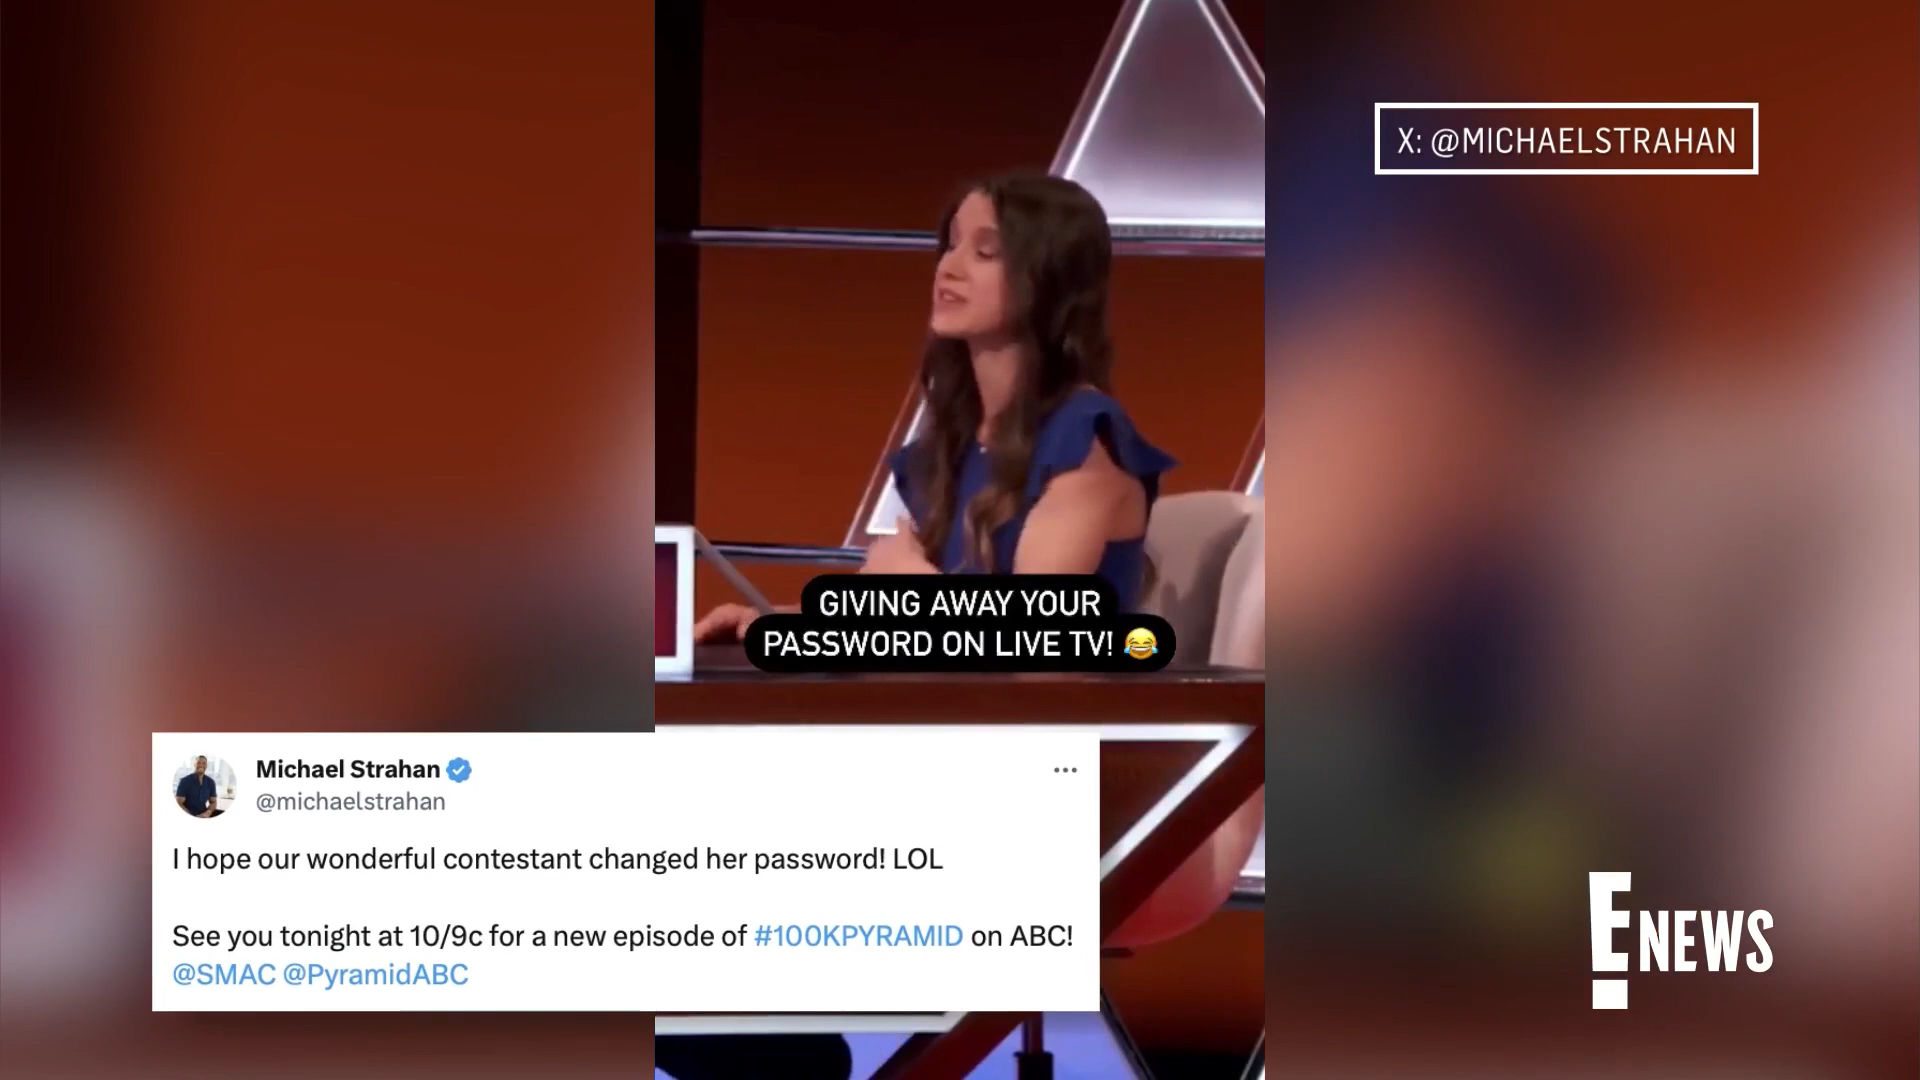 X: @MICHAELSTRAHAN
GIVING AWAY YOUR
PASSWORD ON LIVE TV! 😂
Michael Strahan
@michaelstrahan
I hope our wonderful contestant changed her password! LOL
See you tonight at 10/9c for a new episode of #100KPYRAMID on ABC!
@SMAC @PyramidABC
E NEWS